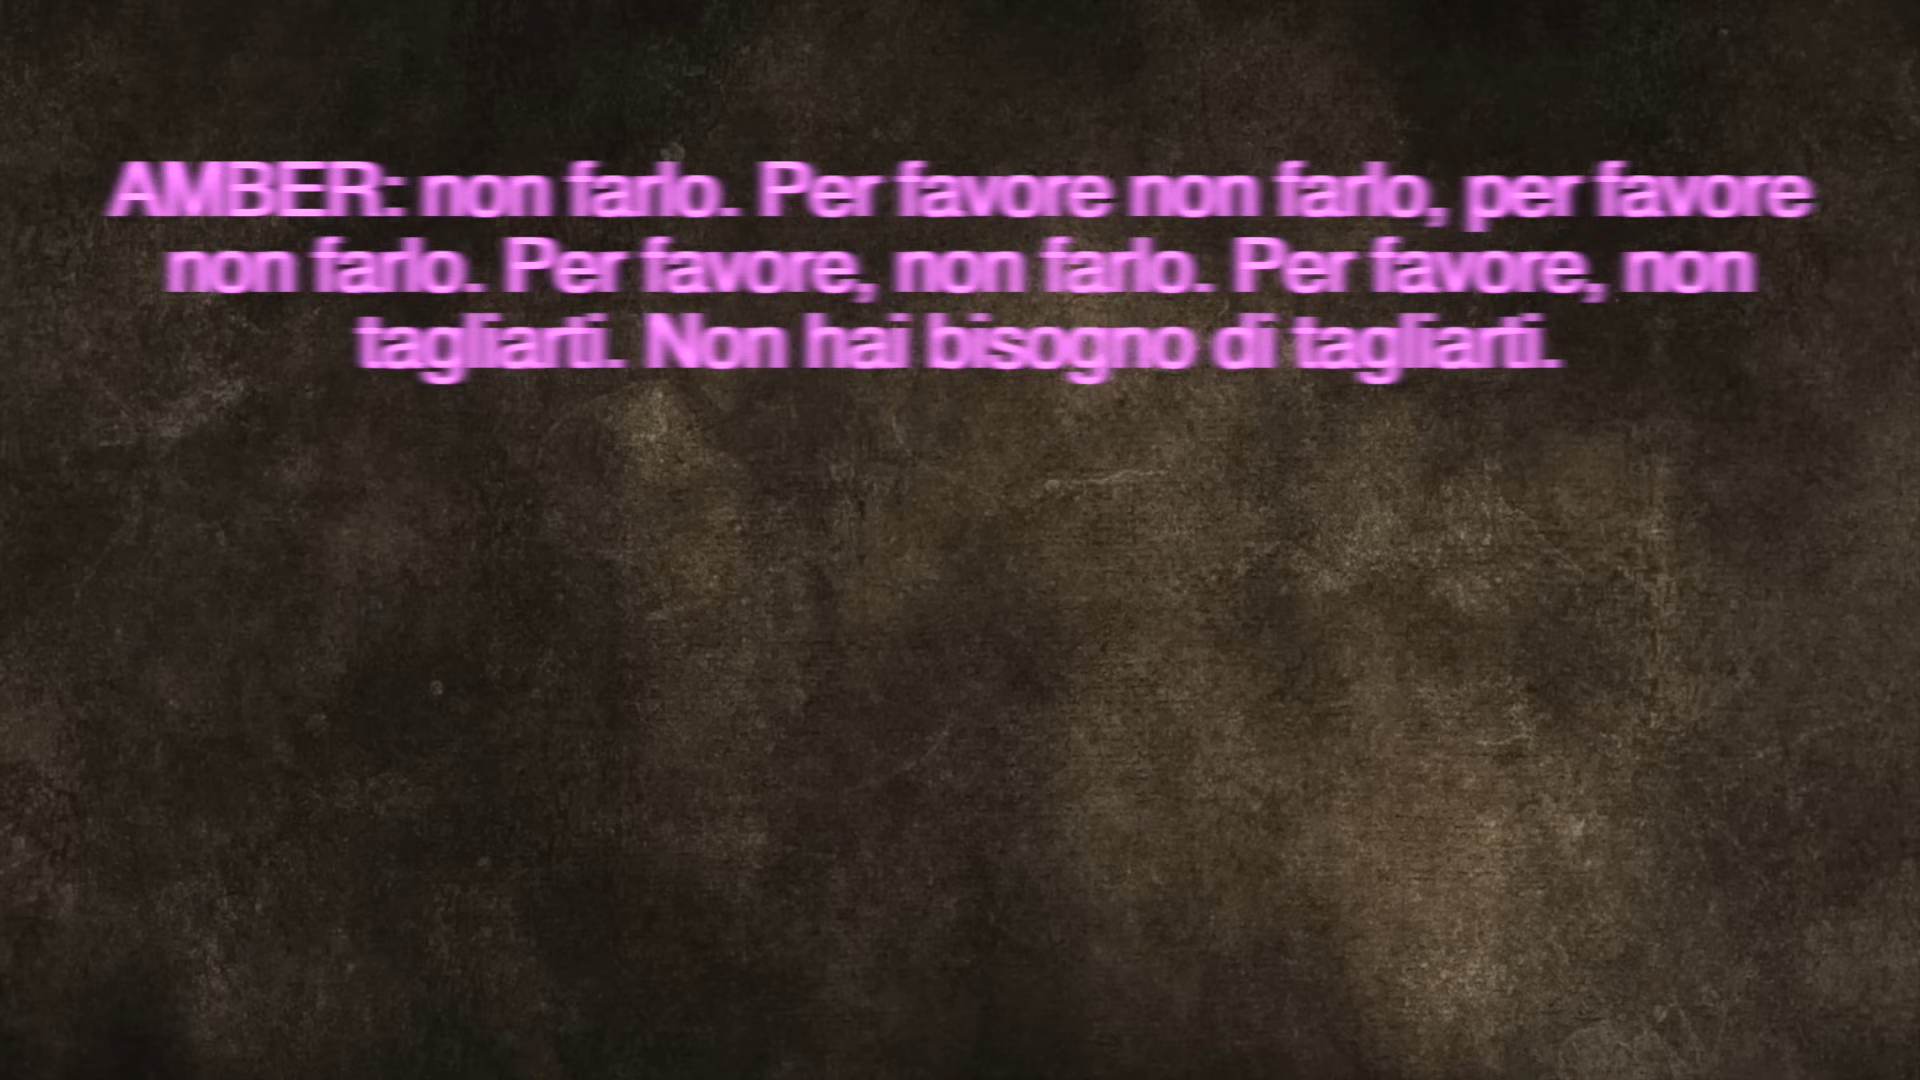 AMBER: non farlo. Per favore non farlo, per favore
non farlo. Per favore, non farlo. Per favore, non
tagliarti. Non hai bisogno di tagliarti.